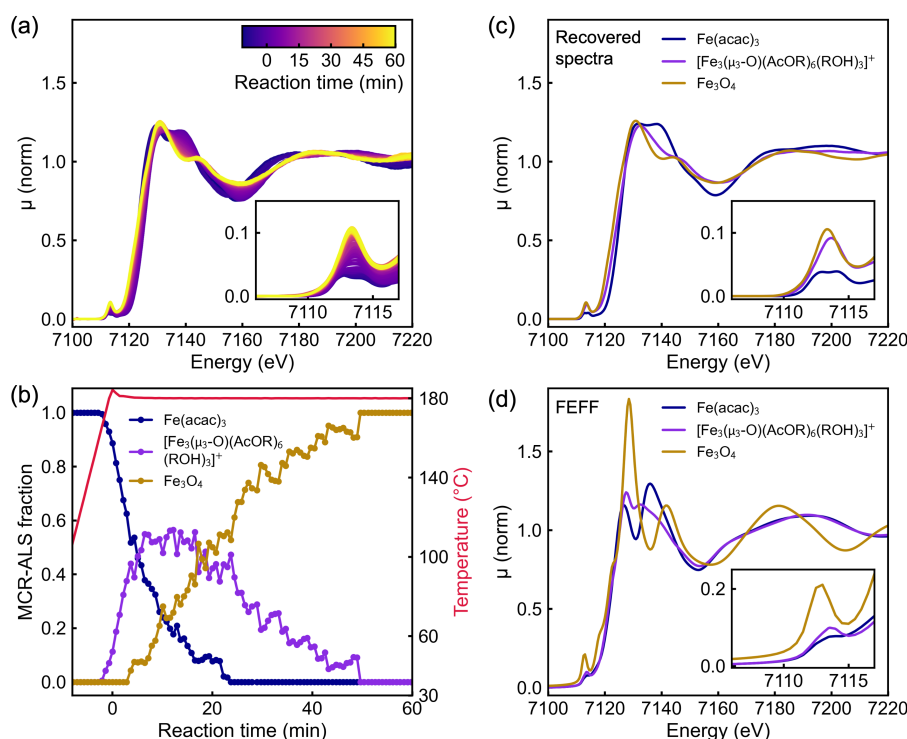 (a)
0 15 30 45 60
Reaction time (min)
1.5
1.0
0.5
0.0
μ (norm)
0.1
0.0
7110 7115
7100 7120 7140 7160 7180 7200 7220
Energy (eV)
(c)
Recovered
spectra
Fe(acac)₃
[Fe₃(μ₃-O)(AcOR)₆(ROH)₃]⁺
Fe₃O₄
1.5
1.0
0.5
0.0
μ (norm)
0.1
0.0
7110 7115
7100 7120 7140 7160 7180 7200 7220
Energy (eV)
(b)
Fe(acac)₃
[Fe₃(μ₃-O)(AcOR)₆
(ROH)₃]⁺
Fe₃O₄
1.0
0.8
0.6
0.4
0.2
0.0
MCR-ALS fraction
180
140
100
60
30
Temperature (°C)
0 20 40 60
Reaction time (min)
(d)
FEFF
Fe(acac)₃
[Fe₃(μ₃-O)(AcOR)₆(ROH)₃]⁺
Fe₃O₄
1.5
1.0
0.5
0.0
μ (norm)
0.2
0.0
7110 7115
7100 7120 7140 7160 7180 7200 7220
Energy (eV)